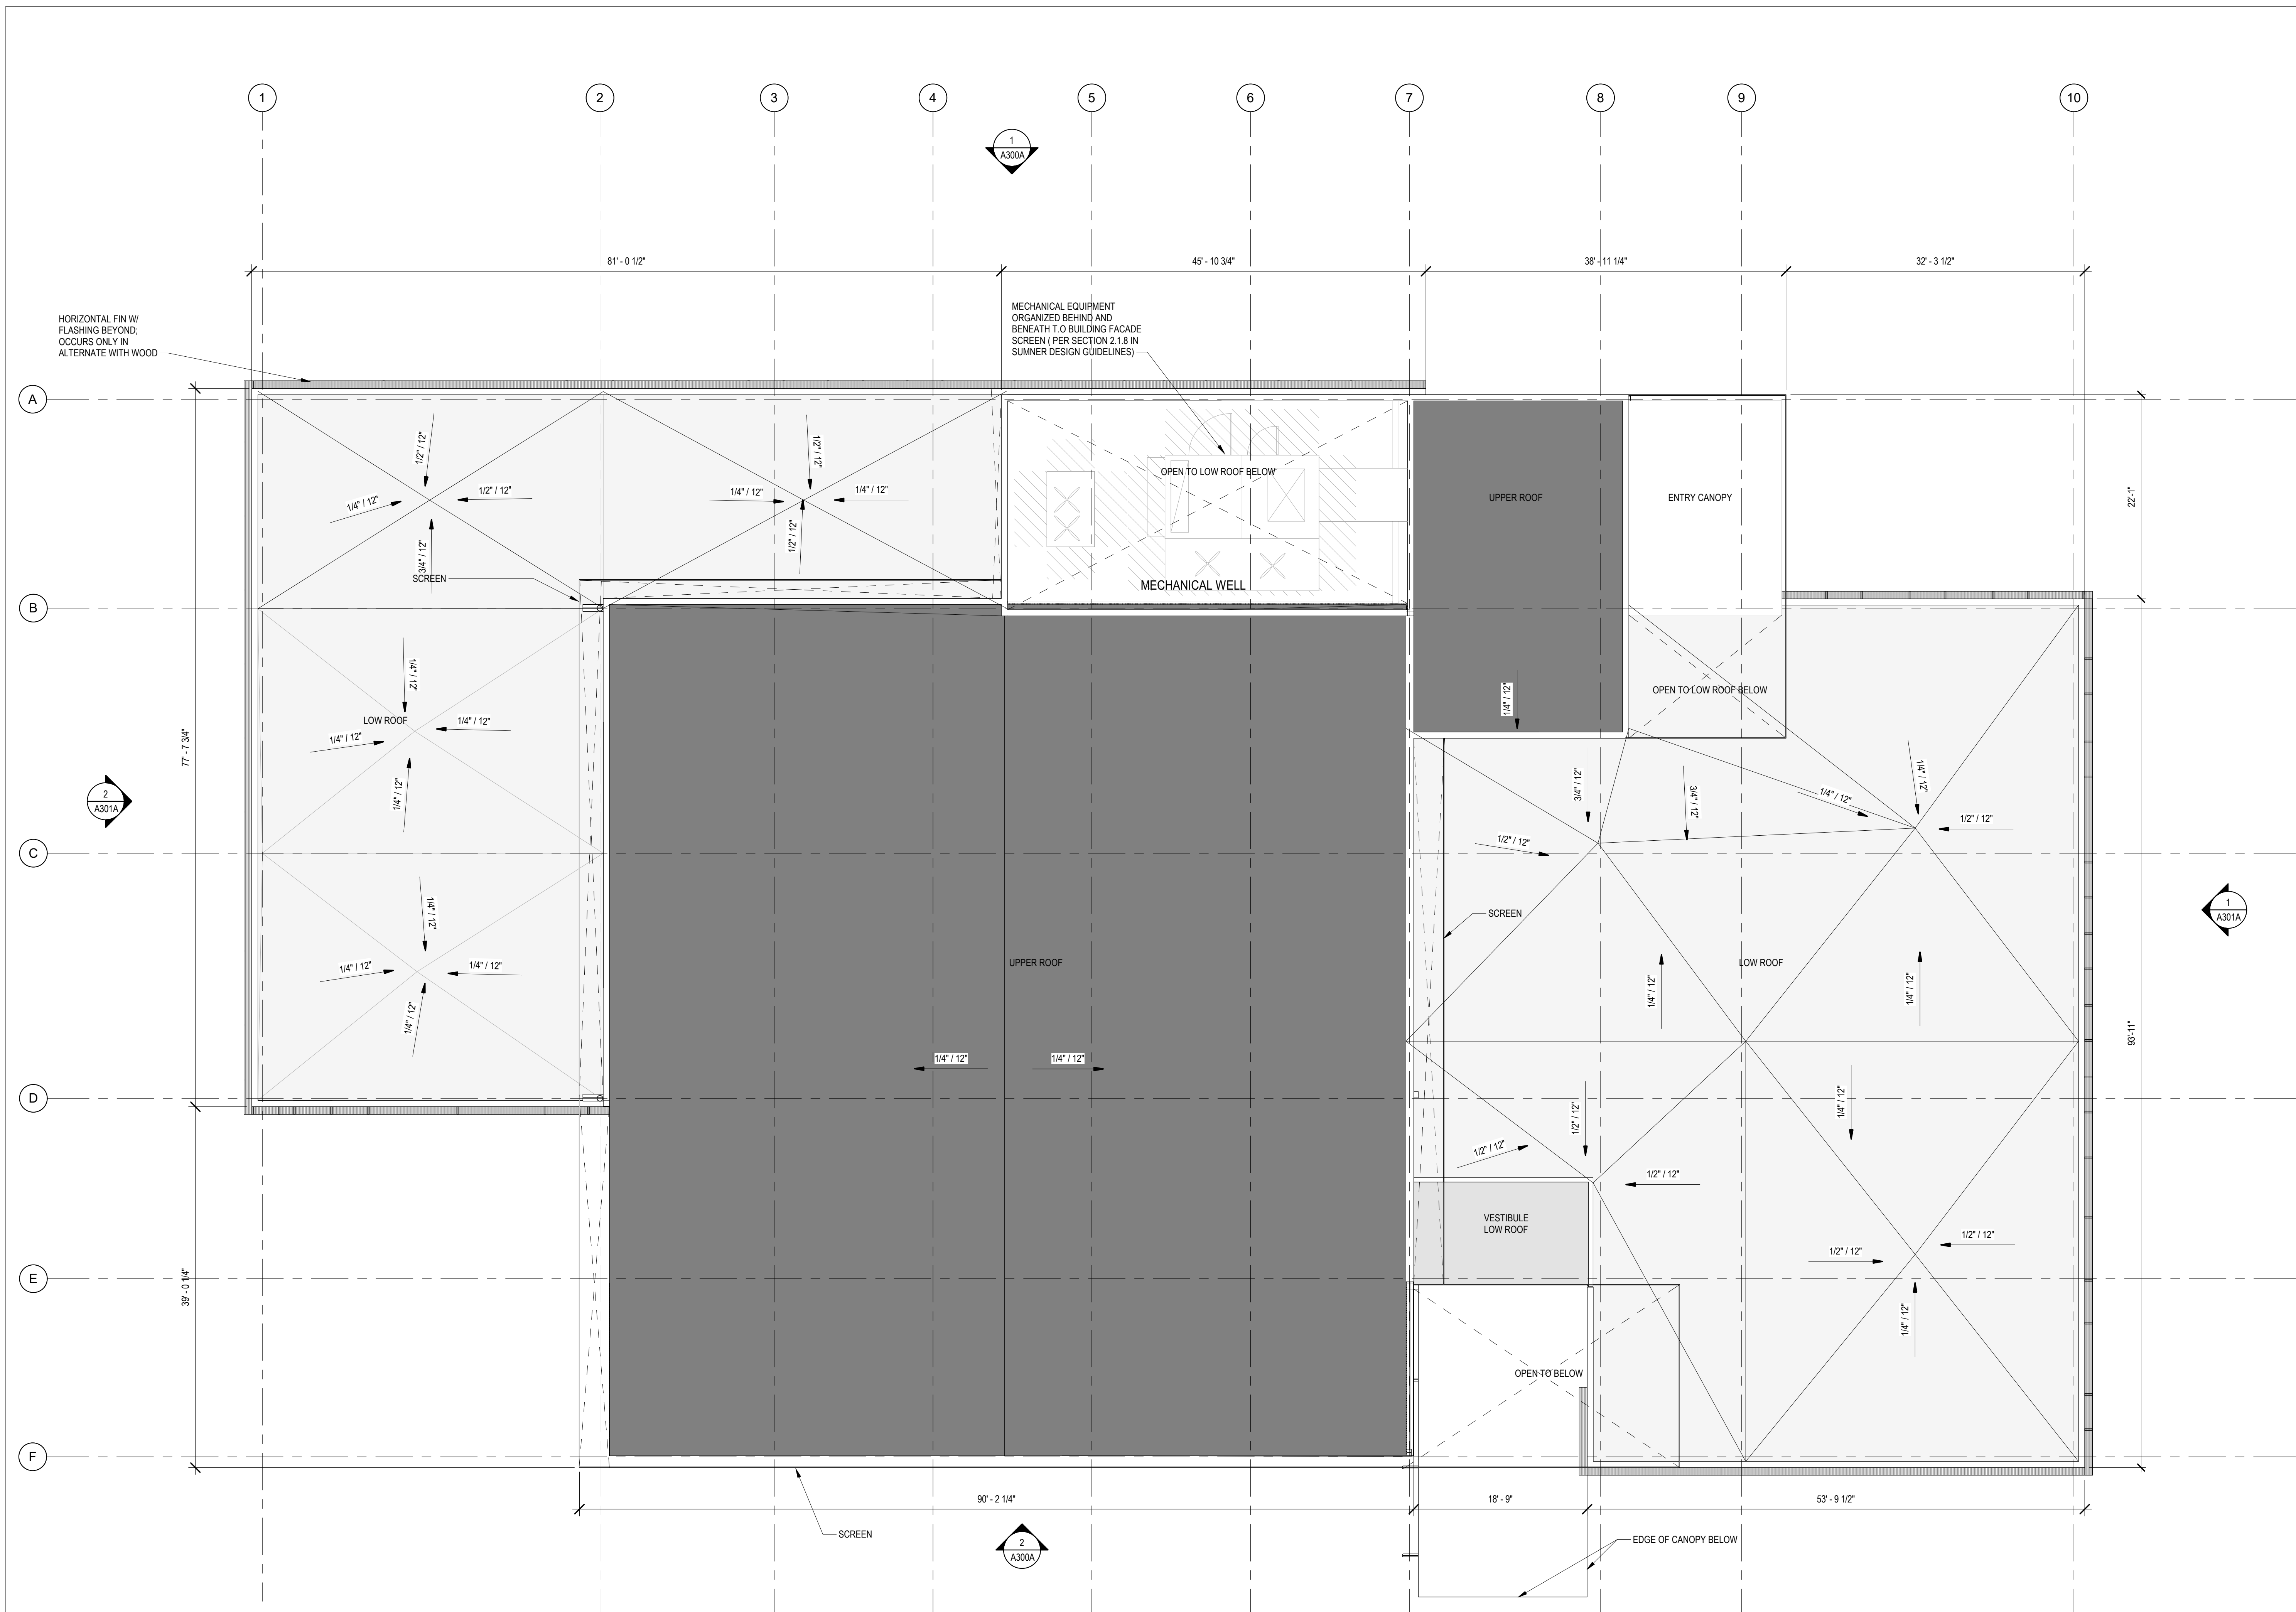 1
2
3
4
5
6
7
8
9
10
1
A300A
81' - 0 1/2"
45' - 10 3/4"
38' - 11 1/4"
32' - 3 1/2"
HORIZONTAL FIN W/
FLASHING BEYOND;
OCCURS ONLY IN
ALTERNATE WITH WOOD
MECHANICAL EQUIPMENT
ORGANIZED BEHIND AND
BENEATH T.O BUILDING FACADE
SCREEN ( PER SECTION 2.1.8 IN
SUMNER DESIGN GUIDELINES)
A
1/2" / 12"
1/2" / 12"
OPEN TO LOW ROOF BELOW
1/4" / 12"
1/2" / 12"
1/4" / 12"
1/4" / 12"
UPPER ROOF
ENTRY CANOPY
22'-1"
1/2" / 12"
3/4" / 12"
SCREEN
MECHANICAL WELL
B
1/4" / 12"
OPEN TO LOW ROOF BELOW
1/4" / 12"
LOW ROOF
1/4" / 12"
1/4" / 12"
77' - 7 3/4"
1/4" / 12"
3/4" / 12"
3/4" / 12"
1/4" / 12"
1/4" / 12"
1/2" / 12"
2
A301A
1/2" / 12"
C
1/4" / 12"
SCREEN
1
A301A
1/4" / 12"
1/4" / 12"
UPPER ROOF
LOW ROOF
1/4" / 12"
1/4" / 12"
1/4" / 12"
93'-11"
1/4" / 12"
1/4" / 12"
D
1/2" / 12"
1/4" / 12"
1/2" / 12"
1/2" / 12"
VESTIBULE
LOW ROOF
1/2" / 12"
1/2" / 12"
E
39' - 0 1/4"
1/4" / 12"
OPEN TO BELOW
F
90' - 2 1/4"
18' - 9"
53' - 9 1/2"
SCREEN
2
A300A
EDGE OF CANOPY BELOW